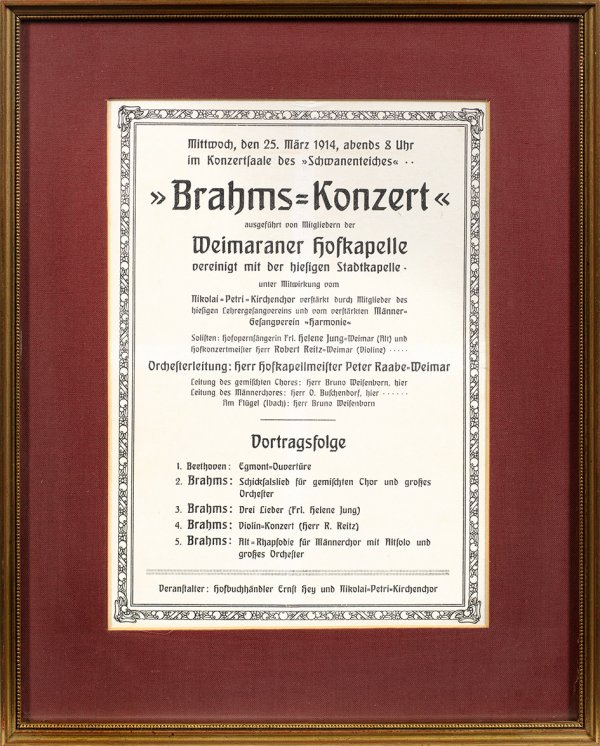 Mittwoch, den 25. März 1914, abends 8 Uhr
im Konzertsaale des »Schwanenteiches« · ·
»Brahms=Konzert«
ausgeführt von Mitgliedern der
Weimaraner Hofkapelle
vereinigt mit der hiesigen Stadtkapelle ·
unter Mitwirkung vom
Nikolai=Petri=Kirchenchor verstärkt durch Mitglieder des
hiesigen Lehrergesangvereins und vom verstärkten Männer=
Gesangverein »Harmonie«
Solisten: Hofopernsängerin Frl. Helene Jung=Weimar (Alt) und
Hofkonzertmeister Herr Robert Reitz=Weimar (Violine) · · · · ·
Orchesterleitung: Herr Hofkapellmeister Peter Raabe=Weimar
Leitung des gemischten Chores: Herr Bruno Weisenborn, hier
Leitung des Männerchores: Herr O. Buschendorf, hier · · · · · ·
Am Flügel (Ibach): Herr Bruno Weisenborn
Vortragsfolge
1. Beethoven: Egmont=Ouvertüre
2. Brahms: Schicksalslied für gemischten Chor und großes
Orchester
3. Brahms: Drei Lieder (Frl. Helene Jung)
4. Brahms: Violin=Konzert (Herr R. Reitz)
5. Brahms: Alt=Rhapsodie für Männerchor mit Altsolo und
großes Orchester
Veranstalter: Hofbuchhändler Ernst Hey und Nikolai=Petri=Kirchenchor